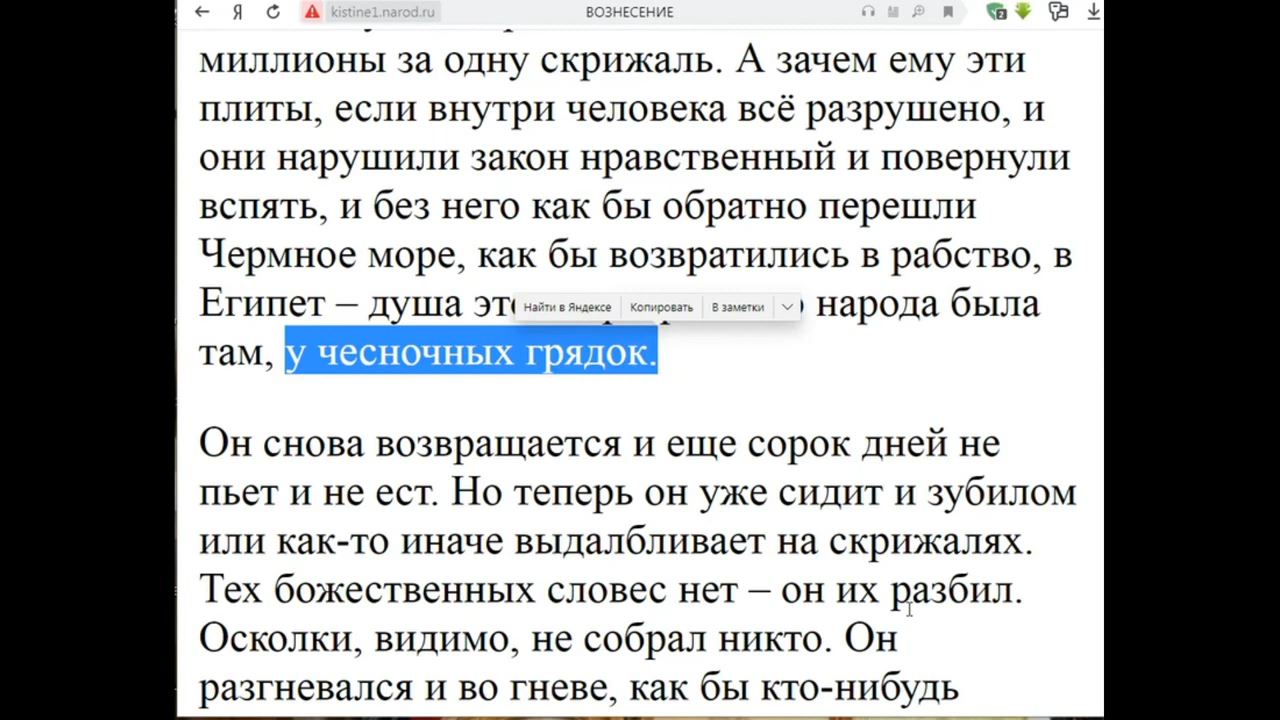 Я kistine1.narod.ru ВОЗНЕСЕНИЕ 2
миллионы за одну скрижаль. А зачем ему эти
плиты, если внутри человека всё разрушено, и
они нарушили закон нравственный и повернули
вспять, и без него как бы обратно перешли
Чермное море, как бы возвратились в рабство, в
Египет – душа народа была
Найти в Яндексе Копировать В заметки
там, у чесночных грядок.
Он снова возвращается и еще сорок дней не
пьет и не ест. Но теперь он уже сидит и зубилом
или как-то иначе выдалбливает на скрижалях.
Тех божественных словес нет – он их разбил.
Осколки, видимо, не собрал никто. Он
разгневался и во гневе, как бы кто-нибудь